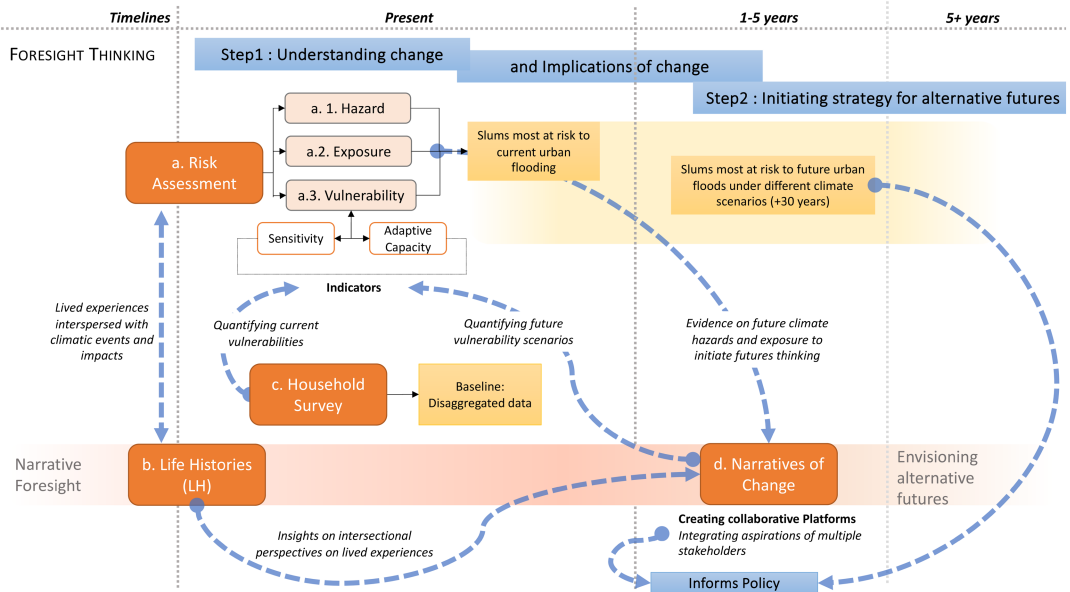 Timelines
Present
1-5 years
5+ years
FORESIGHT THINKING
Step1 : Understanding change
and Implications of change
Step2 : Initiating strategy for alternative futures
a. 1. Hazard
a.2. Exposure
a.3. Vulnerability
a. Risk
Assessment
Slums most at risk to
current urban
flooding
Slums most at risk to future urban
floods under different climate
scenarios (+30 years)
Sensitivity
Adaptive
Capacity
Indicators
Lived experiences
interspersed with
climatic events and
impacts
Quantifying current
vulnerabilities
Quantifying future
vulnerability scenarios
Evidence on future climate
hazards and exposure to
initiate futures thinking
c. Household
Survey
Baseline:
Disaggregated data
Narrative
Foresight
b. Life Histories
(LH)
d. Narratives of
Change
Envisioning
alternative
futures
Insights on intersectional
perspectives on lived experiences
Creating collaborative Platforms
Integrating aspirations of multiple
stakeholders
Informs Policy